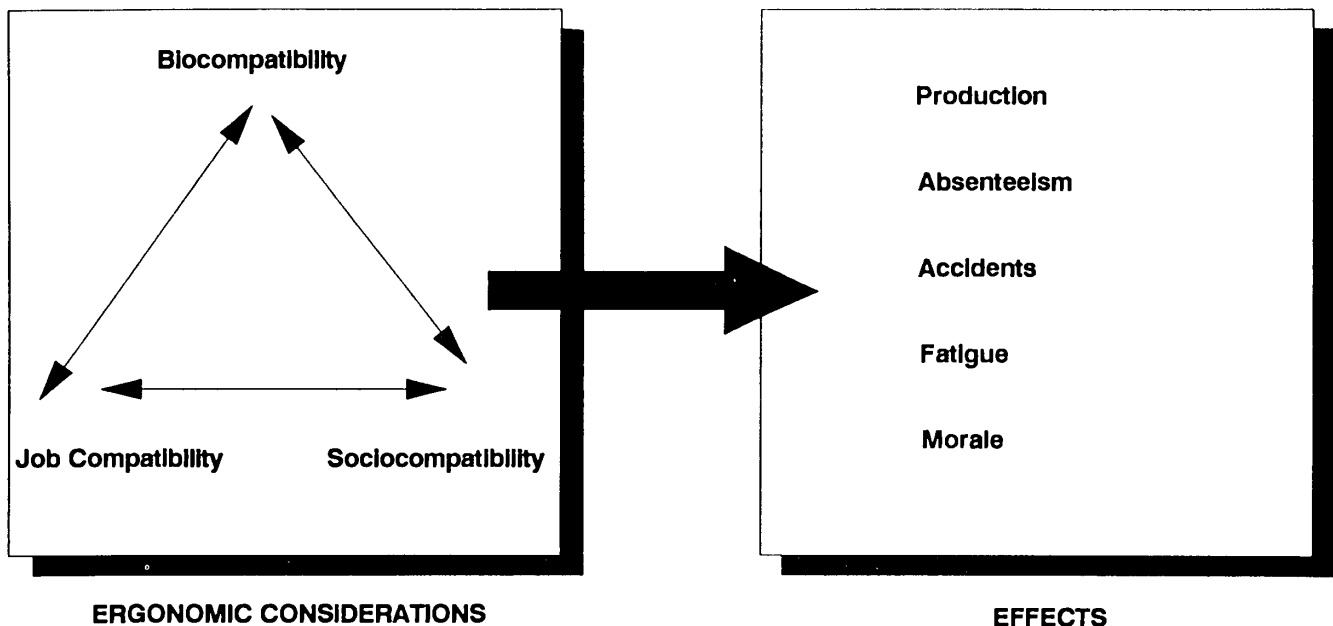 Biocompatibility
Job Compatibility
Sociocompatibility
ERGONOMIC CONSIDERATIONS
Production
Absenteeism
Accidents
Fatigue
Morale
EFFECTS